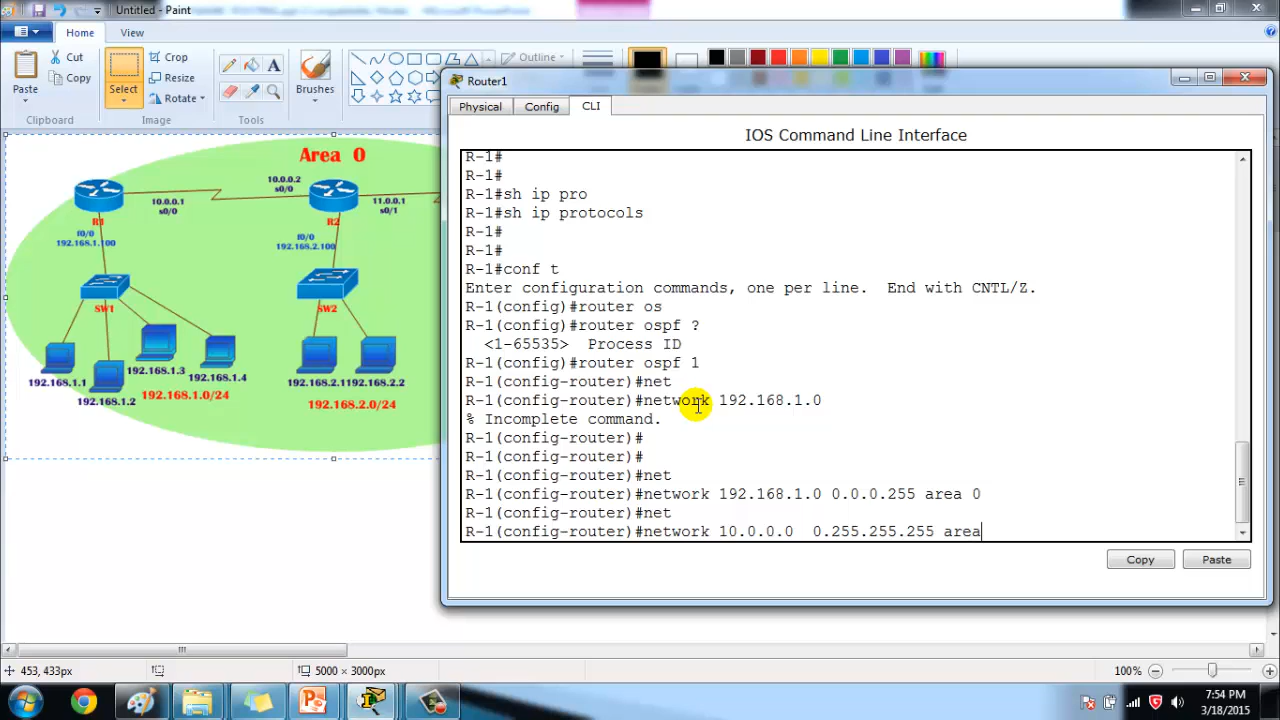 Untitled - Paint
Home
View
Paste
Cut
Copy
Clipboard
Select
Crop
Resize
Rotate
Image
A
Tools
Brushes
Outline
Area 0
10.0.0.2
s0/0
10.0.0.1
s0/0
11.0.0.1
s0/1
R1
R2
f0/0
192.168.1.100
f0/0
192.168.2.100
SW1
SW2
192.168.1.1
192.168.1.2
192.168.1.3
192.168.1.4
192.168.1.0/24
192.168.2.1
192.168.2.2
192.168.2.0/24
Router1
Physical
Config
CLI
IOS Command Line Interface
R-1#
R-1#
R-1#sh ip pro
R-1#sh ip protocols
R-1#
R-1#
R-1#conf t
Enter configuration commands, one per line.  End with CNTL/Z.
R-1(config)#router os
R-1(config)#router ospf ?
<1-65535>  Process ID
R-1(config)#router ospf 1
R-1(config-router)#net
R-1(config-router)#network 192.168.1.0
% Incomplete command.
R-1(config-router)#
R-1(config-router)#
R-1(config-router)#net
R-1(config-router)#network 192.168.1.0 0.0.0.255 area 0
R-1(config-router)#net
R-1(config-router)#network 10.0.0.0  0.255.255.255 area
Copy
Paste
453, 433px
5000 × 3000px
100%
7:54 PM
3/18/2015